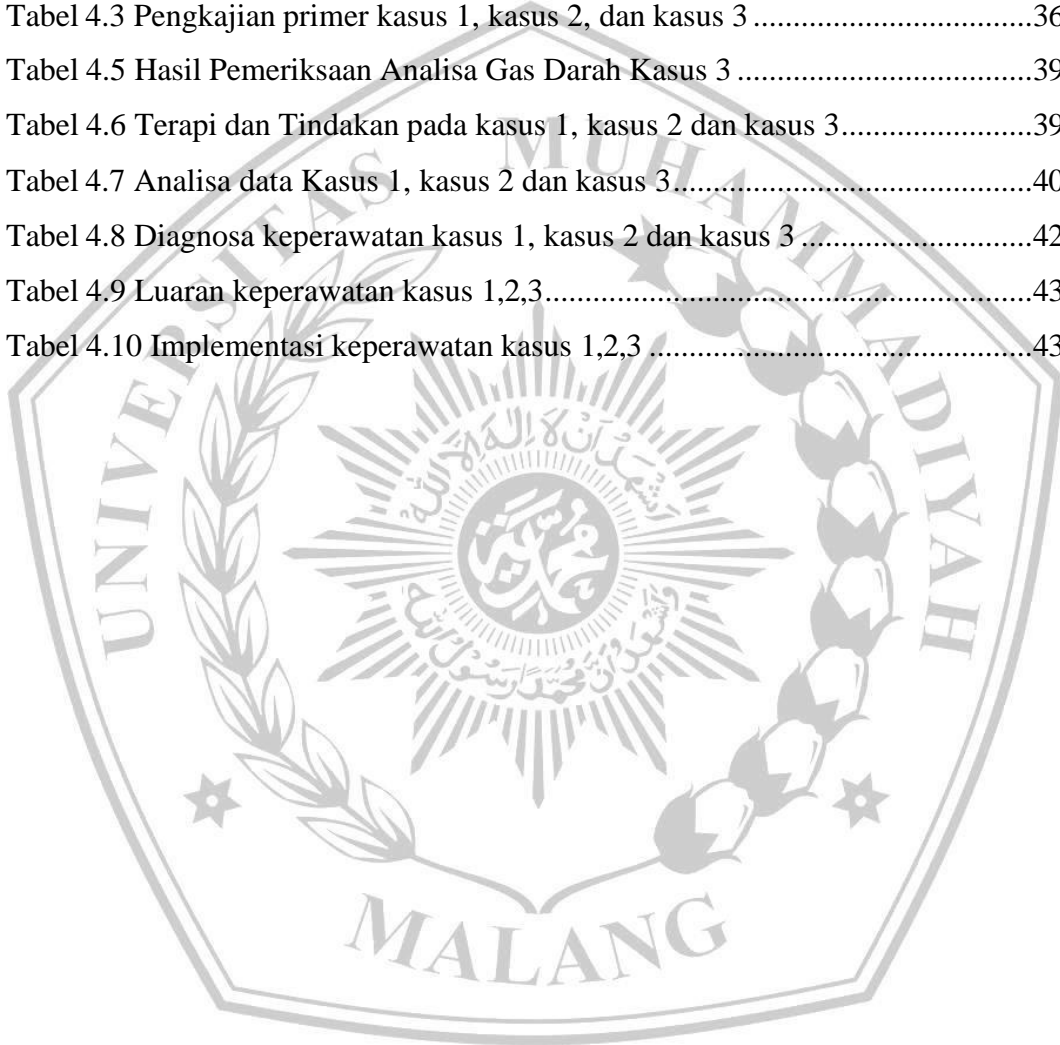 Tabel 4.3 Pengkajian primer kasus 1, kasus 2, dan kasus 3 ..................................36
Tabel 4.5 Hasil Pemeriksaan Analisa Gas Darah Kasus 3 ....................................39
Tabel 4.6 Terapi dan Tindakan pada kasus 1, kasus 2 dan kasus 3.......................39
Tabel 4.7 Analisa data Kasus 1, kasus 2 dan kasus 3............................................40
Tabel 4.8 Diagnosa keperawatan kasus 1, kasus 2 dan kasus 3 ............................42
Tabel 4.9 Luaran keperawatan kasus 1,2,3...........................................................43
Tabel 4.10 Implementasi keperawatan kasus 1,2,3 ..............................................43
UNIVERSITAS MUHAMMADIYAH
MALANG